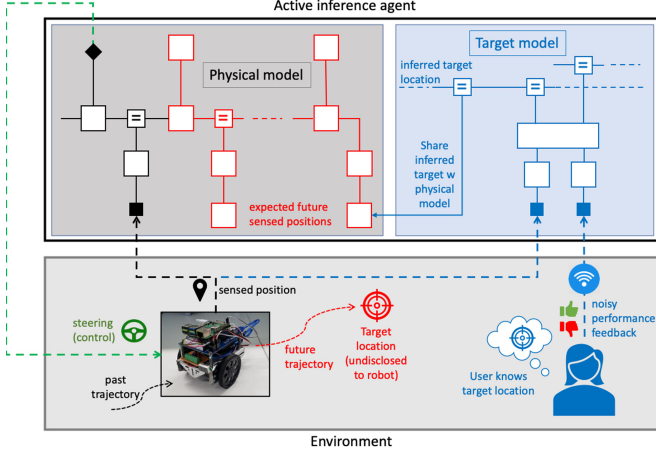 Active inference agent
Physical model
Target model
inferred target
location
=
=
=
=
=
Share
inferred
target w
physical
model
expected future
sensed positions
sensed position
steering
(control)
past
trajectory
future
trajectory
Target
location
(undisclosed
to robot)
noisy
performance
feedback
User knows
target location
Environment